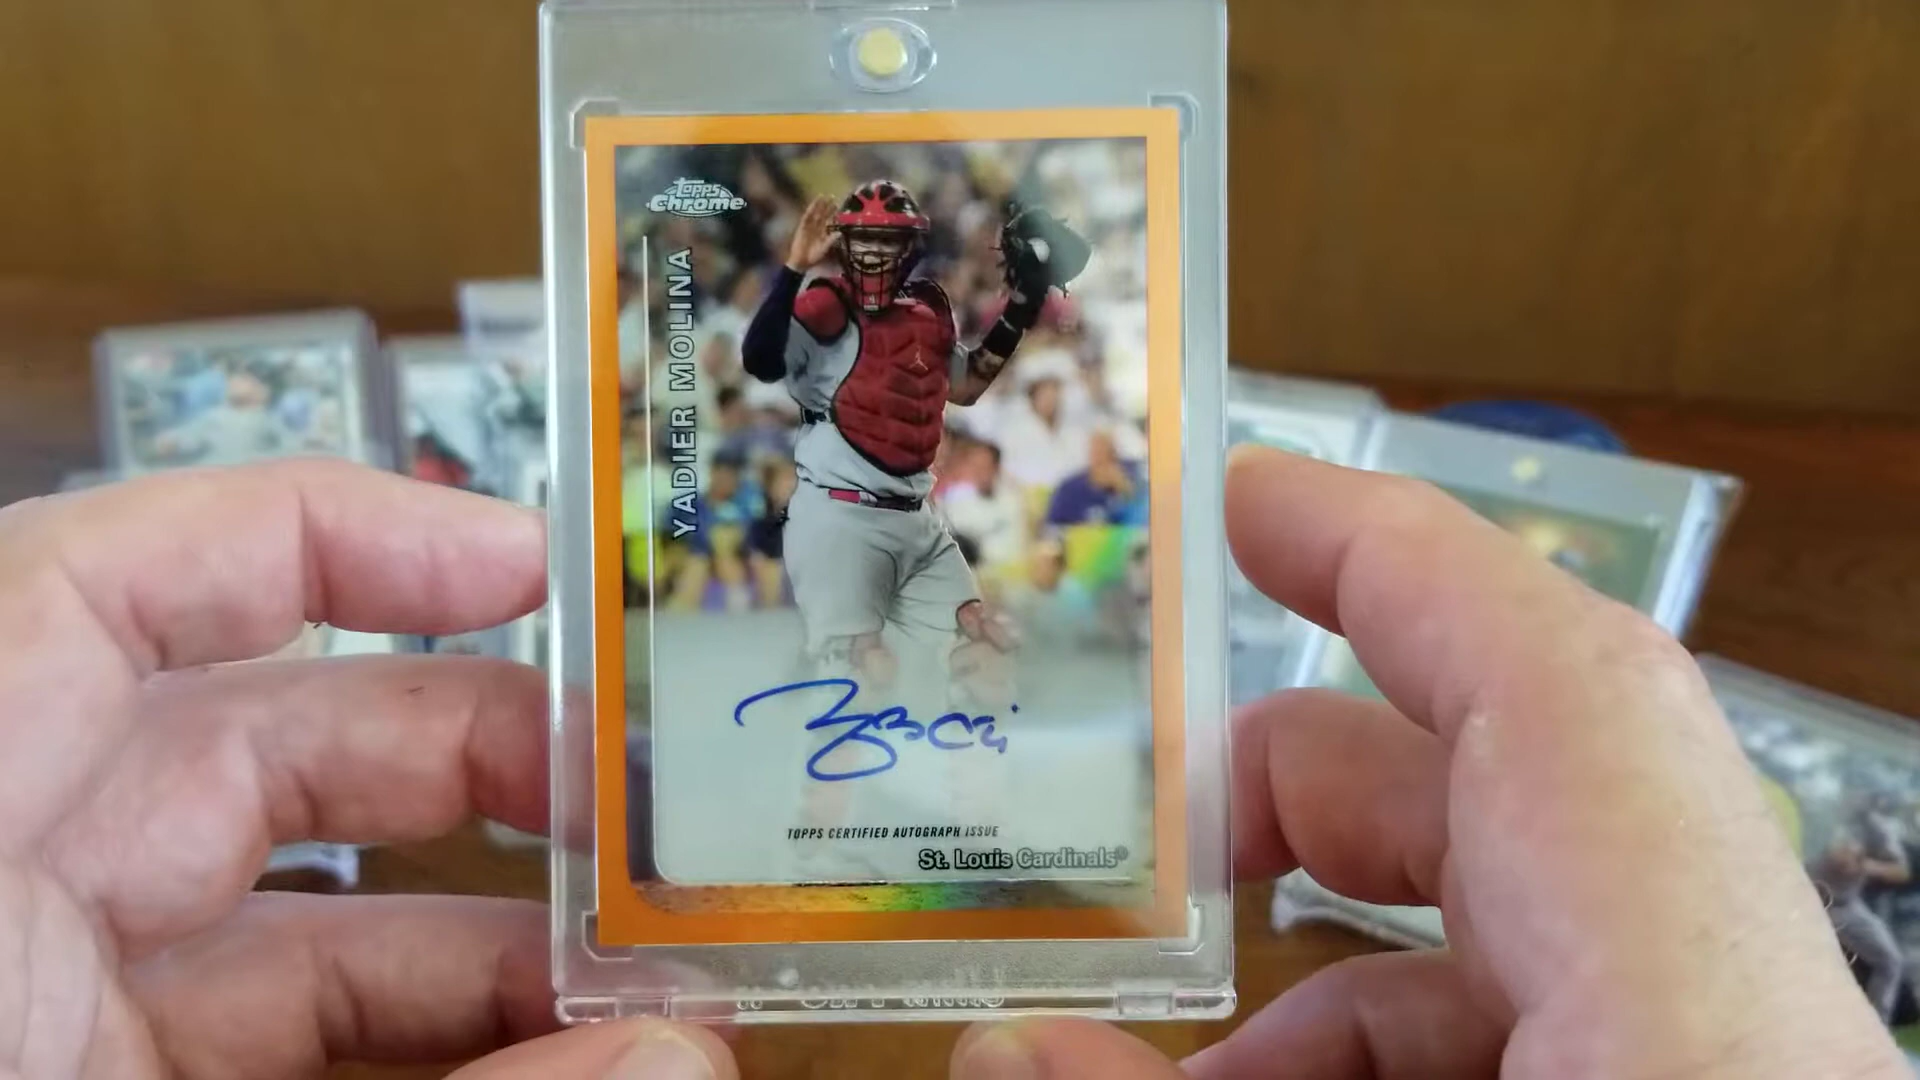 Topps
Chrome
YADIER MOLINA
TOPPS CERTIFIED AUTOGRAPH ISSUE
St. Louis Cardinals®